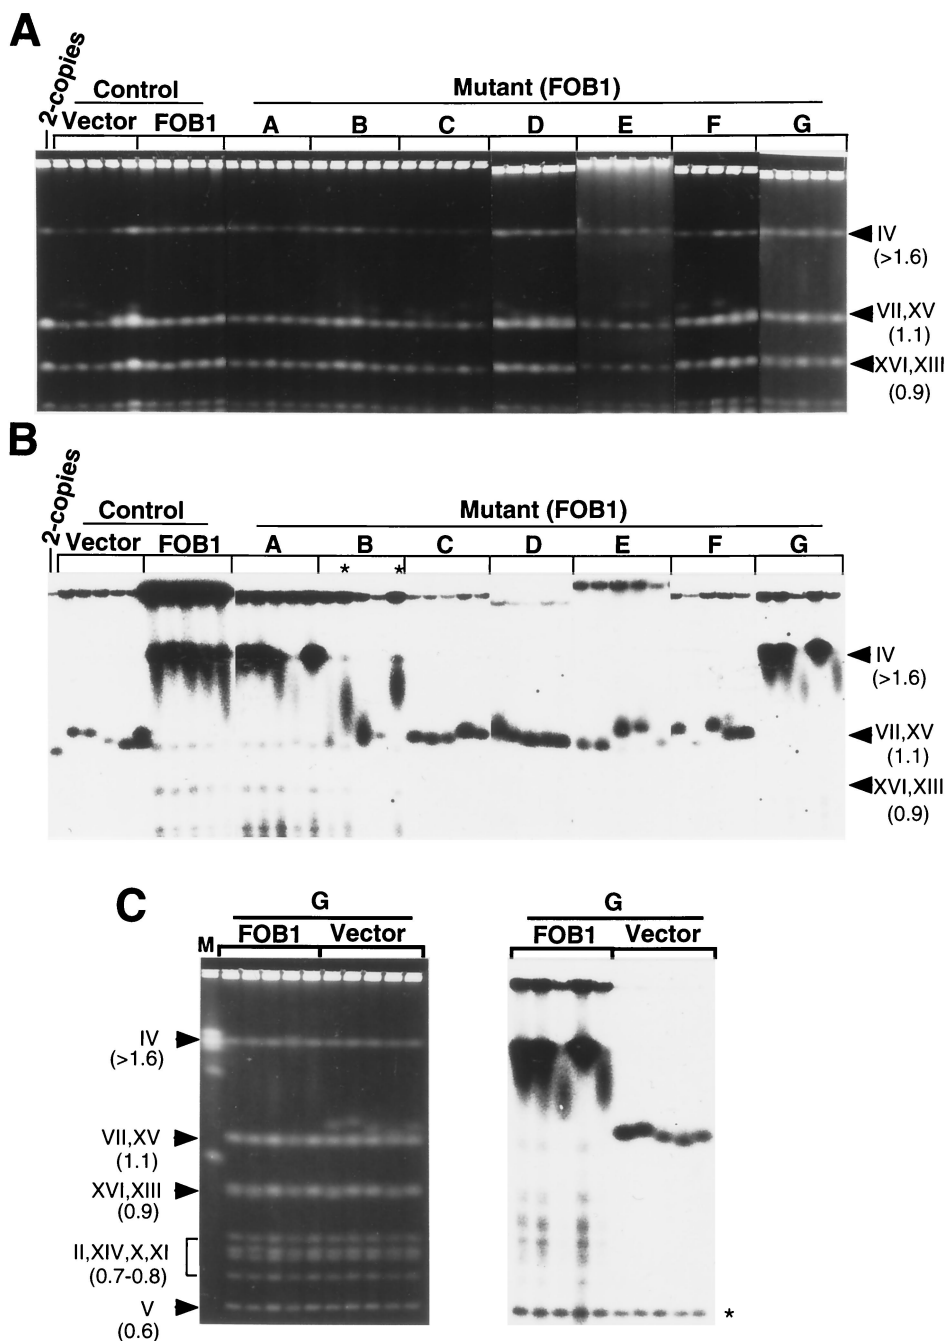 A
2-copies
Control
Mutant (FOB1)
Vector FOB1 A B C D E F G
IV
(>1.6)
VII,XV
(1.1)
XVI,XIII
(0.9)
B
2-copies
Control
Mutant (FOB1)
Vector FOB1 A B C D E F G
* *
IV
(>1.6)
VII,XV
(1.1)
XVI,XIII
(0.9)
C
G
M FOB1 Vector
IV
(>1.6)
VII,XV
(1.1)
XVI,XIII
(0.9)
II,XIV,X,XI
(0.7-0.8)
V
(0.6)
G
FOB1 Vector
*